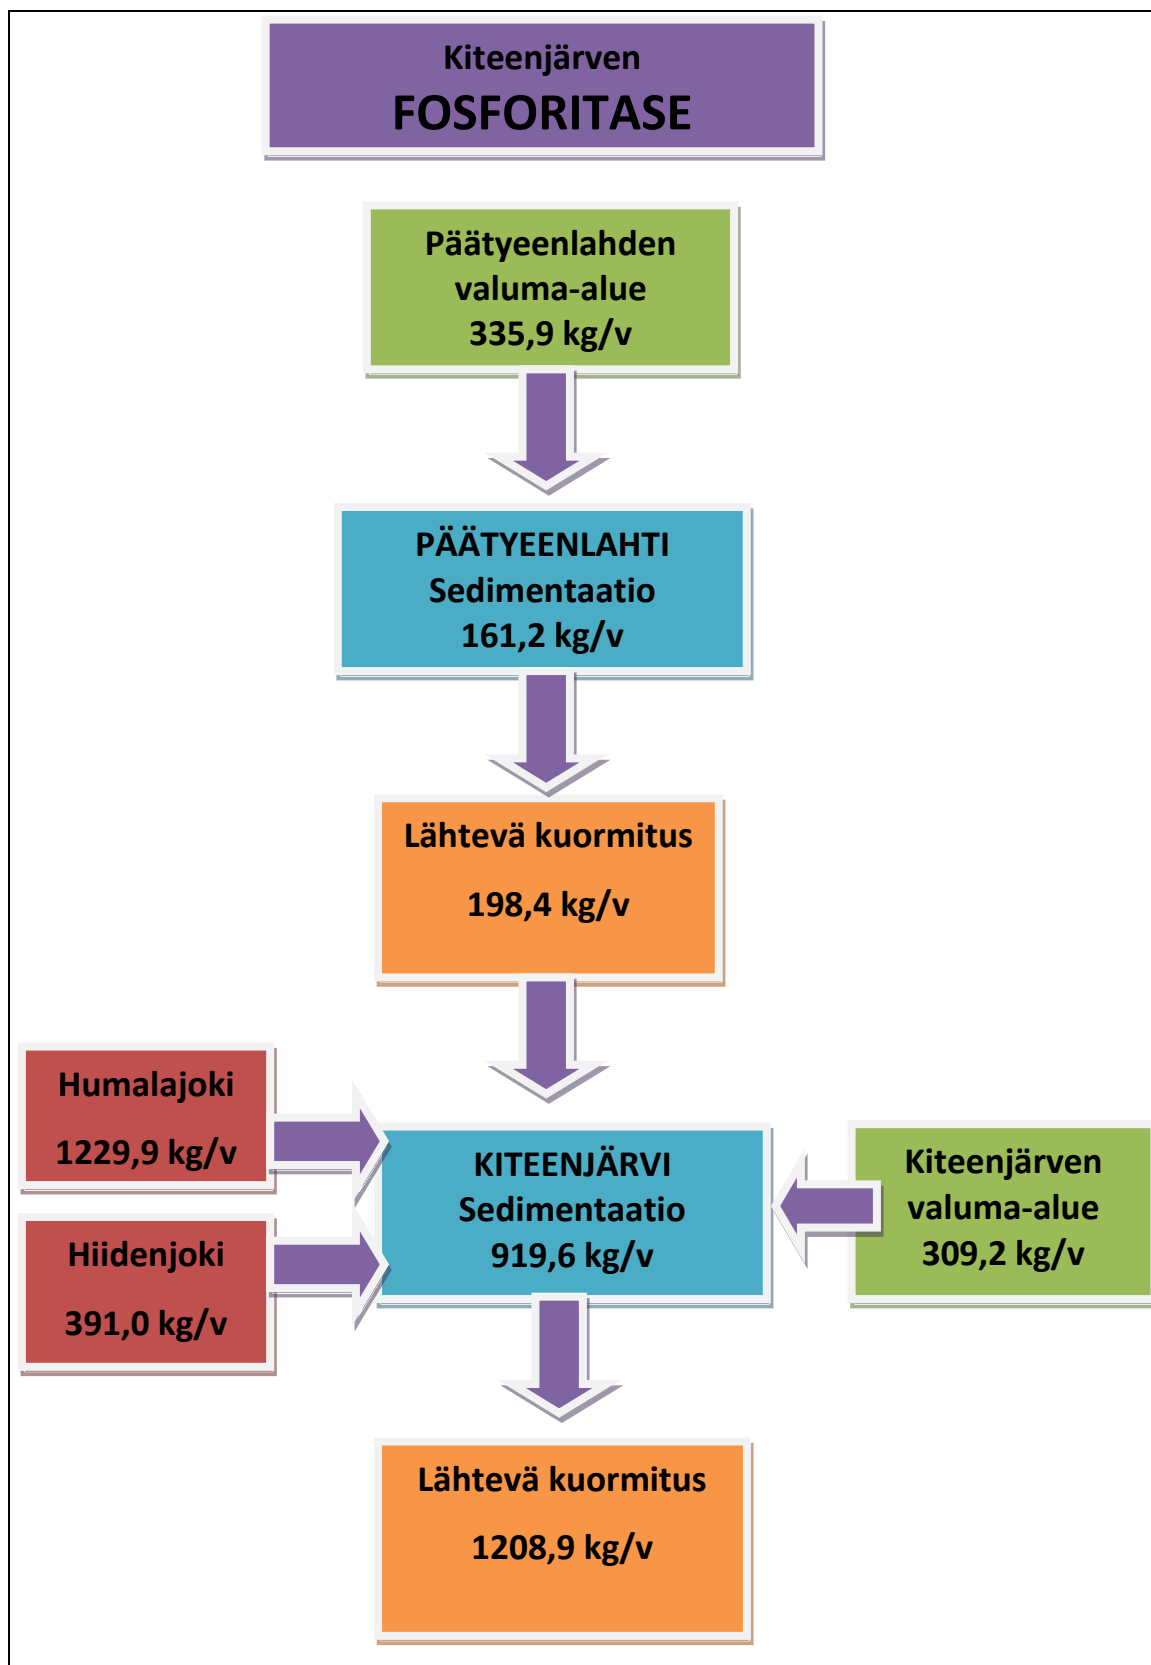 Kiteenjärven
FOSFORITASE
Päätyeenlahden
valuma-alue
335,9 kg/v
PÄÄTYEENLAHTI
Sedimentaatio
161,2 kg/v
Lähtevä kuormitus
198,4 kg/v
Humalajoki
1229,9 kg/v
Hiidenjoki
391,0 kg/v
KITEENJÄRVI
Sedimentaatio
919,6 kg/v
Kiteenjärven
valuma-alue
309,2 kg/v
Lähtevä kuormitus
1208,9 kg/v